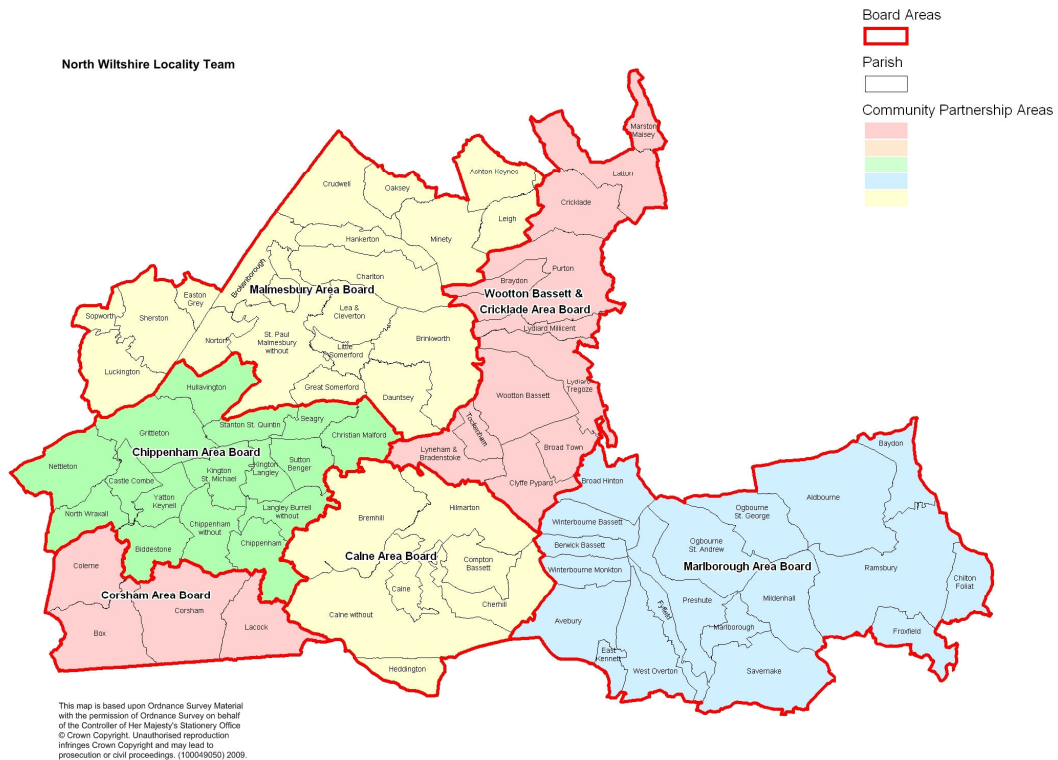 Board Areas
North Wiltshire Locality Team
Parish
Community Partnership Areas
Marston
Maisey
Latton
Ashton Keynes
Crudwell
Oaksey
Cricklade
Leigh
Hankerton
Minety
Brokenborough
Charlton
Purton
Braydon
Malmesbury Area Board
Wootton Bassett &
Cricklade Area Board
Easton
Grey
Sopworth
Sherston
Lea &
Cleverton
Lydiard Millicent
Norton
St. Paul
Malmesbury
without
Little
Somerford
Brinkworth
Luckington
Hullavington
Great Somerford
Dauntsey
Lydiard
Tregoze
Wootton Bassett
Stanton St. Quintin
Seagry
Christian Malford
Grittleton
Tockenham
Chippenham Area Board
Lyneham &
Bradenstoke
Broad Town
Baydon
Nettleton
Kington
St. Michael
Kington
Langley
Sutton
Benger
Castle Combe
Clyffe Pypard
Broad Hinton
Yatton
Keynell
Aldbourne
North Wraxall
Langley Burrell
without
Hilmarton
Ogbourne
St. George
Bremhill
Winterbourne Bassett
Chippenham
without
Chippenham
Biddestone
Ogbourne
St. Andrew
Berwick Bassett
Calne Area Board
Colerne
Compton
Bassett
Winterbourne Monkton
Marlborough Area Board
Ramsbury
Chilton
Foliat
Corsham Area Board
Calne
Corsham
Cherhill
Preshute
Mildenhall
Fyfield
Calne without
Avebury
Box
Lacock
Marlborough
Froxfield
East
Kennett
Heddington
West Overton
Savernake
This map is based upon Ordnance Survey Material
with the permission of Ordnance Survey on behalf
of the Controller of Her Majesty's Stationery Office
© Crown Copyright. Unauthorised reproduction
infringes Crown Copyright and may lead to
prosecution or civil proceedings. (100049050) 2009.